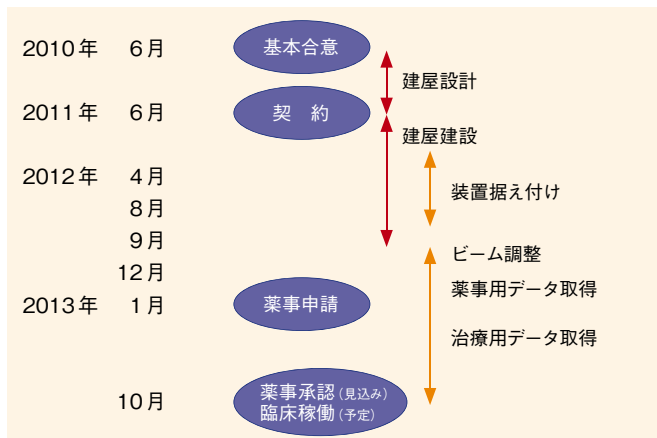 2010年 6月 基本合意
建屋設計
2011年 6月 契 約
建屋建設
2012年 4月
装置据え付け
8月
9月
ビーム調整
12月
薬事用データ取得
2013年 1月 薬事申請
治療用データ取得
10月 薬事承認(見込み)
臨床稼働(予定)